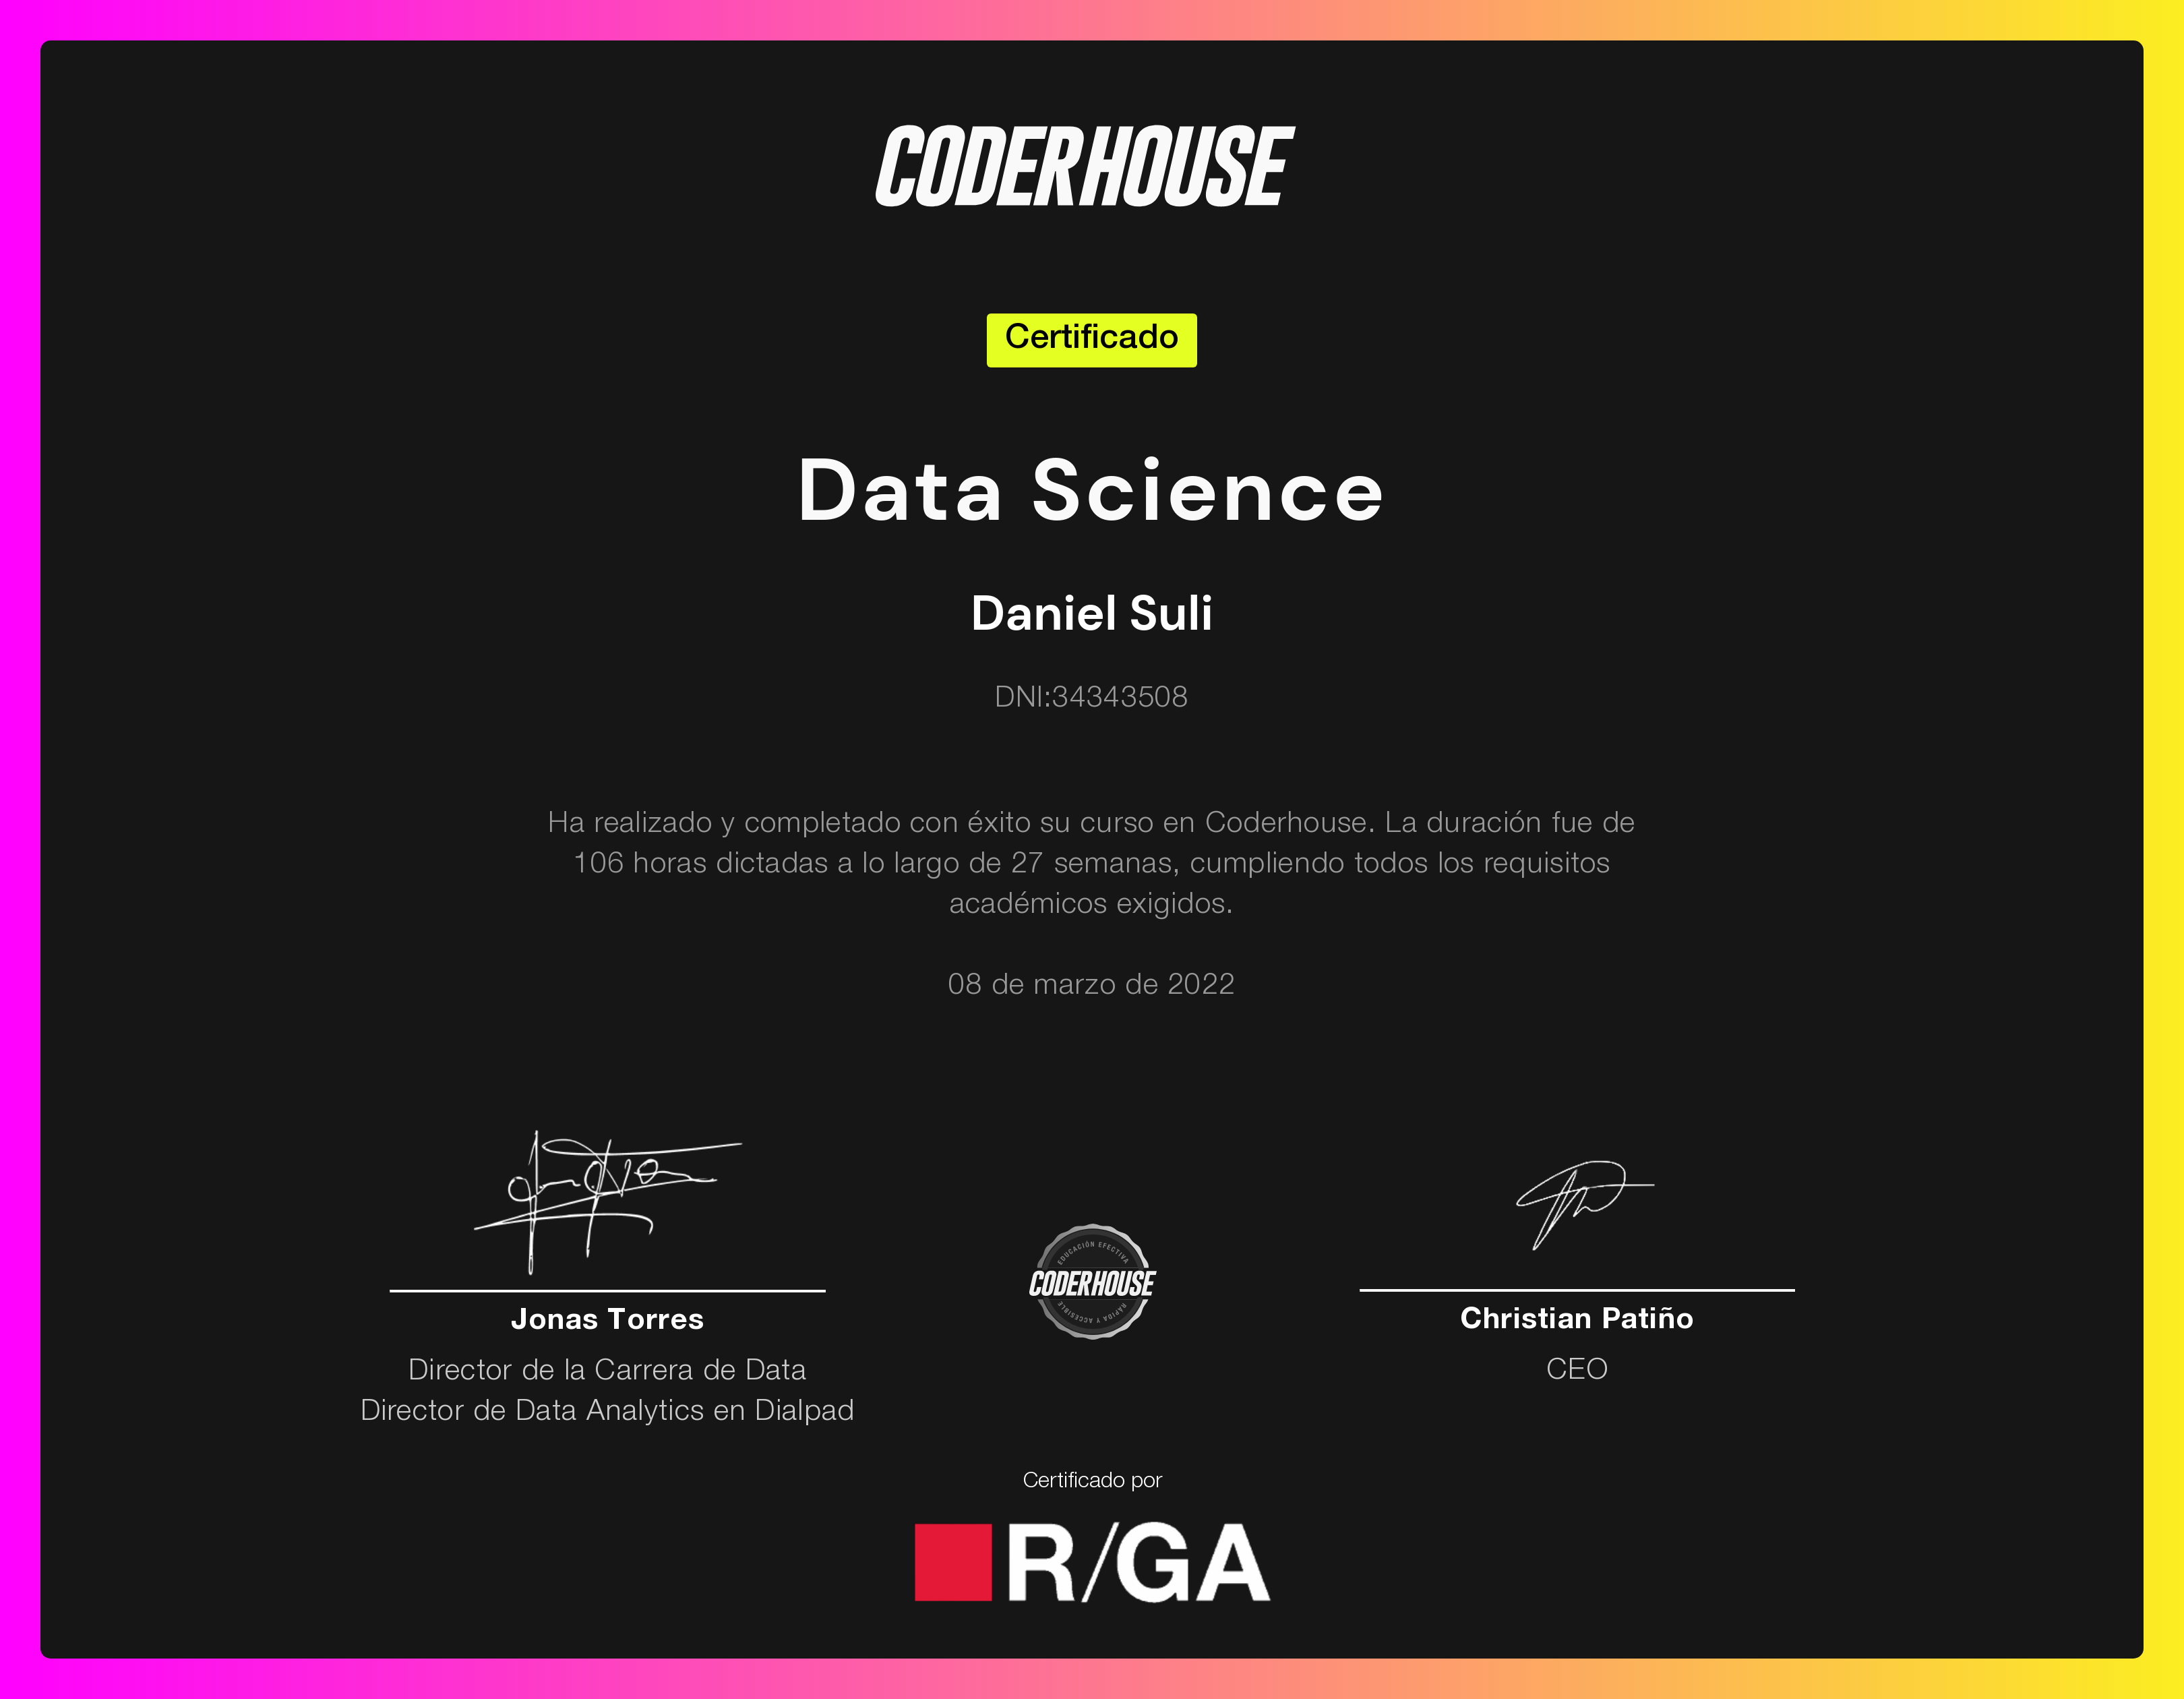 CODERHOUSE
Certificado
Data Science
Daniel Suli
DNI:34343508
Ha realizado y completado con éxito su curso en Coderhouse. La duración fue de
106 horas dictadas a lo largo de 27 semanas, cumpliendo todos los requisitos
académicos exigidos.
08 de marzo de 2022
EDUCACIÓN EFECTIVA
CODERHOUSE
RÁPIDA Y ACCESIBLE
Jonas Torres
Director de la Carrera de Data
Director de Data Analytics en Dialpad
Christian Patiño
CEO
Certificado por
R/GA